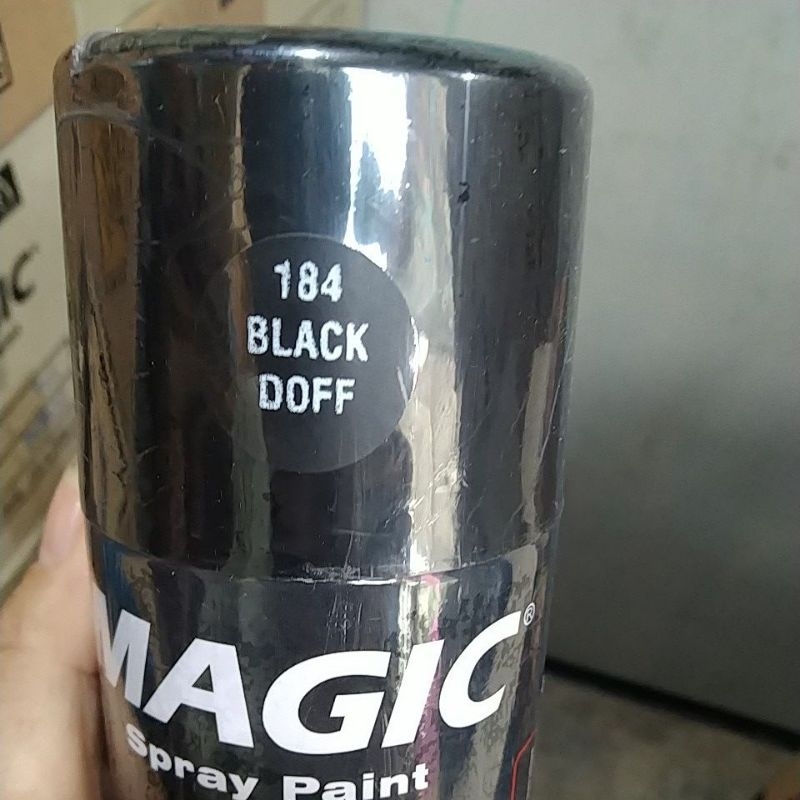 184
BLACK
DOFF
MAGIC®
Spray Paint